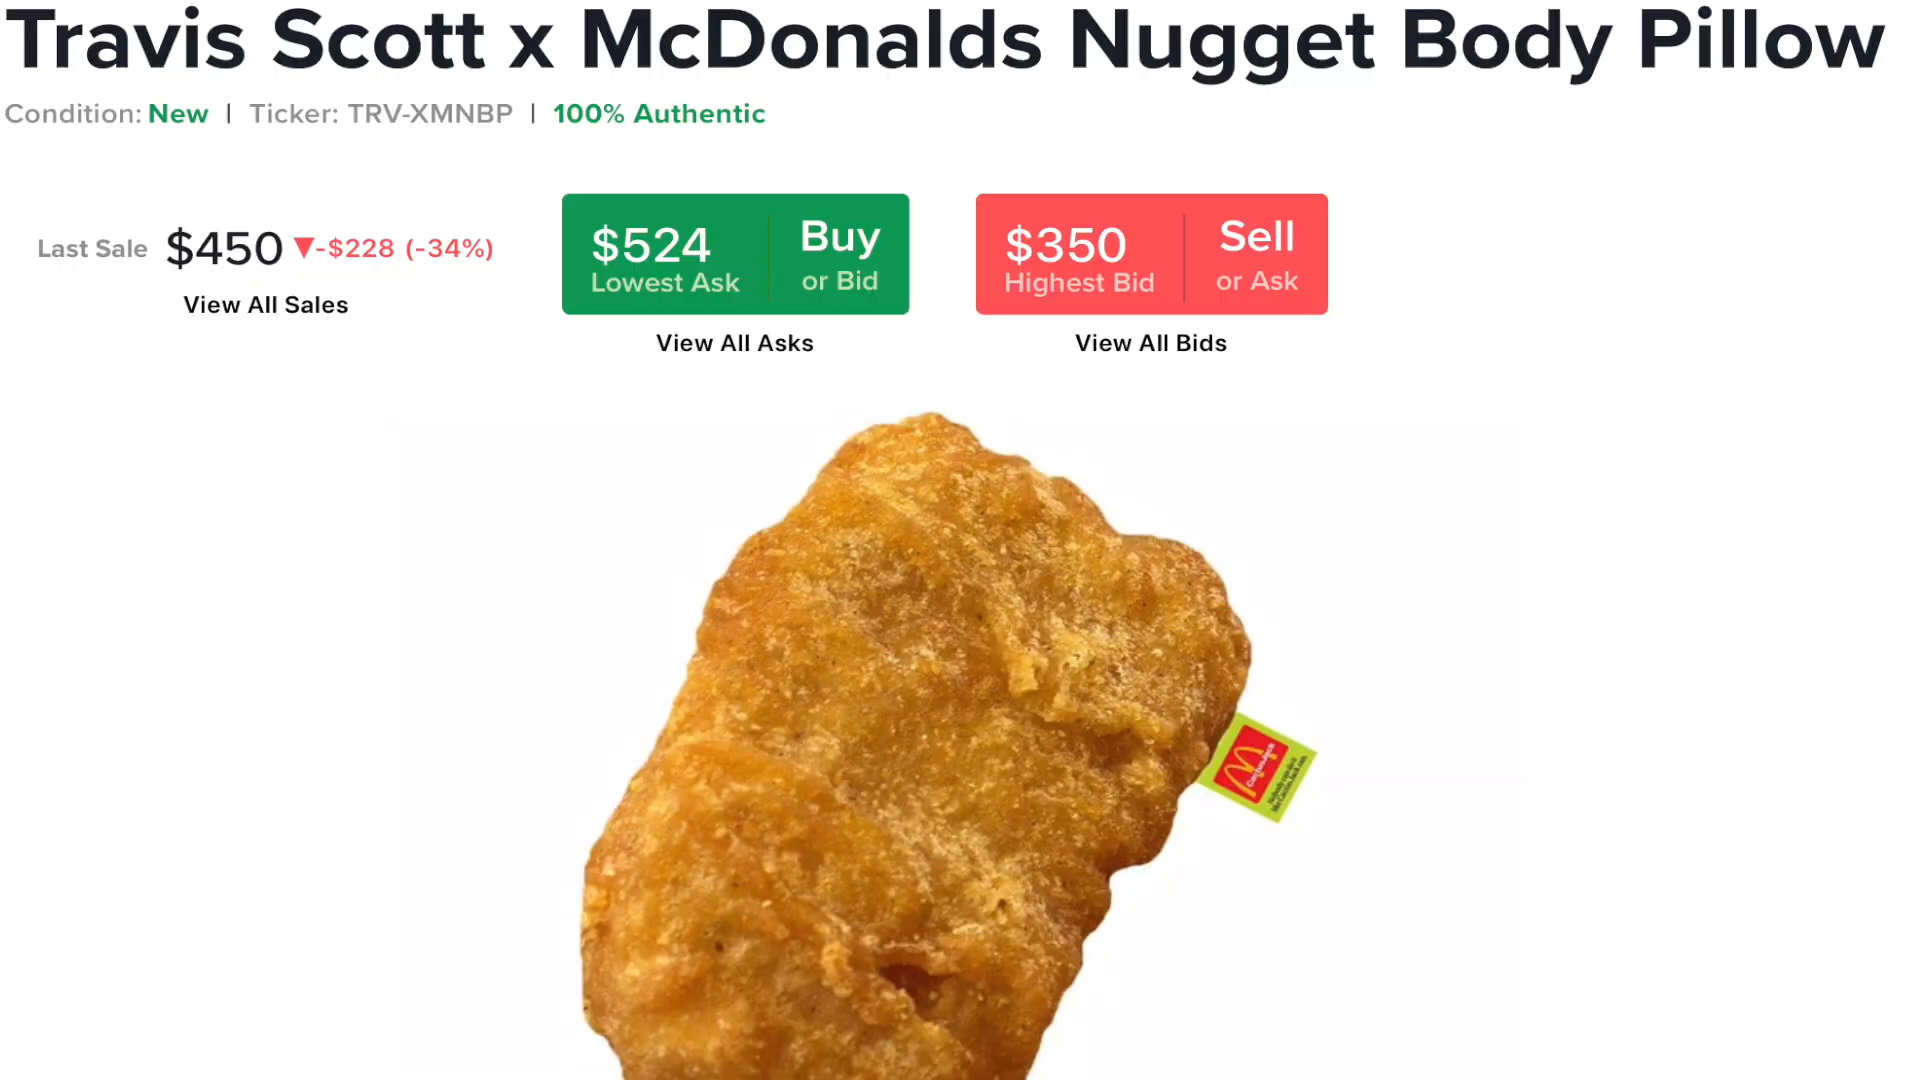 Travis Scott x McDonalds Nugget Body Pillow
Condition: New | Ticker: TRV-XMNBP | 100% Authentic
Last Sale $450 ▼-$228 (-34%)
View All Sales
$524 Buy
Lowest Ask or Bid
View All Asks
$350 Sell
Highest Bid or Ask
View All Bids